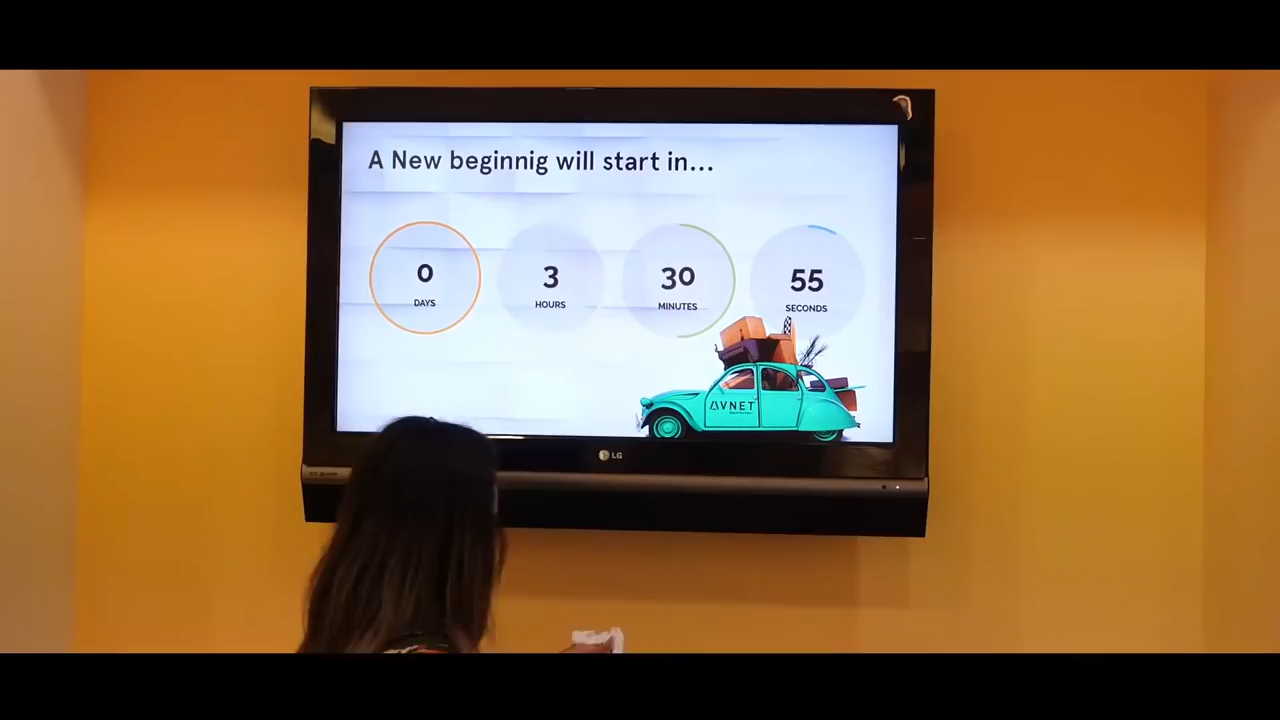 A New beginnig will start in...
0
DAYS
3
HOURS
30
MINUTES
55
SECONDS
AVNET
LG